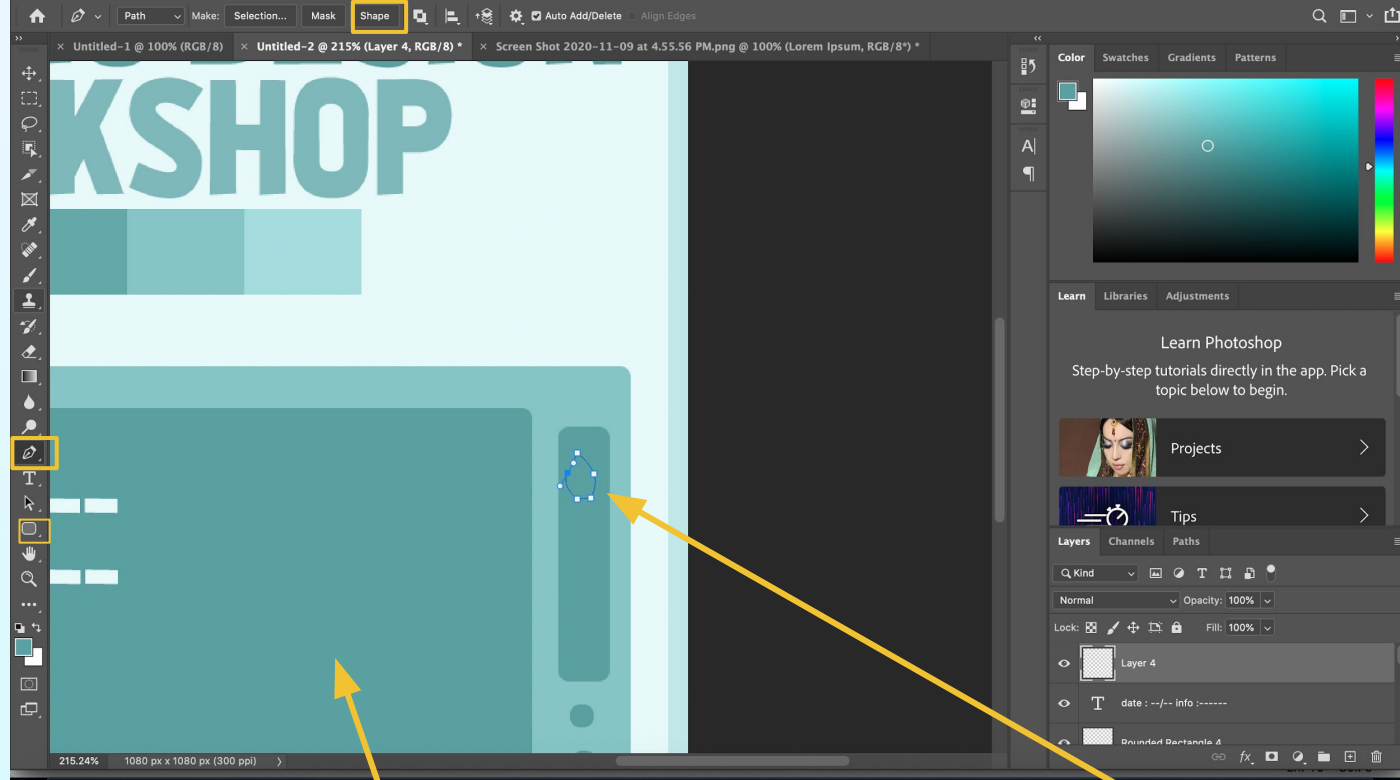 Path Make: Selection... Mask Shape Auto Add/Delete Align Edges
× Untitled-1 @ 100% (RGB/8) × Untitled-2 @ 215% (Layer 4, RGB/8) * × Screen Shot 2020-11-09 at 4.55.56 PM.png @ 100% (Lorem Ipsum, RGB/8*) *
KSHOP
Color Swatches Gradients Patterns
Learn Libraries Adjustments
Learn Photoshop
Step-by-step tutorials directly in the app. Pick a
topic below to begin.
Projects
Tips
Layers Channels Paths
Kind
Normal Opacity: 100%
Lock: Fill: 100%
Layer 4
T date : --/-- info :------
Rounded Rectangle 4
215.24% 1080 px x 1080 px (300 ppi)